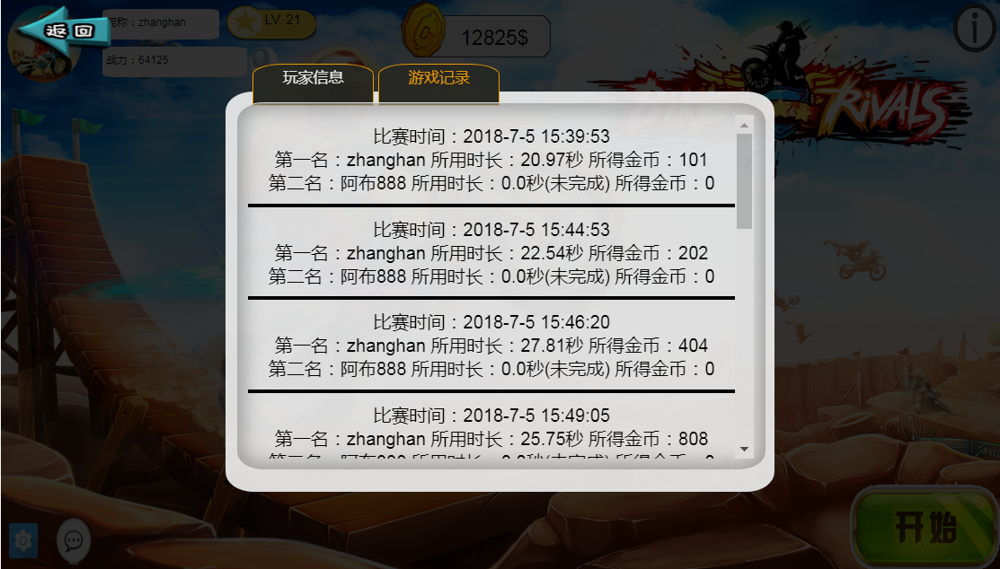 返回
昵称：zhanghan
LV. 21
12825$
战力：64125
玩家信息
游戏记录
RIVALS
比赛时间：2018-7-5 15:39:53
第一名：zhanghan 所用时长：20.97秒 所得金币：101
第二名：阿布888 所用时长：0.0秒(未完成) 所得金币：0
比赛时间：2018-7-5 15:44:53
第一名：zhanghan 所用时长：22.54秒 所得金币：202
第二名：阿布888 所用时长：0.0秒(未完成) 所得金币：0
比赛时间：2018-7-5 15:46:20
第一名：zhanghan 所用时长：27.81秒 所得金币：404
第二名：阿布888 所用时长：0.0秒(未完成) 所得金币：0
比赛时间：2018-7-5 15:49:05
第一名：zhanghan 所用时长：25.75秒 所得金币：808
开始